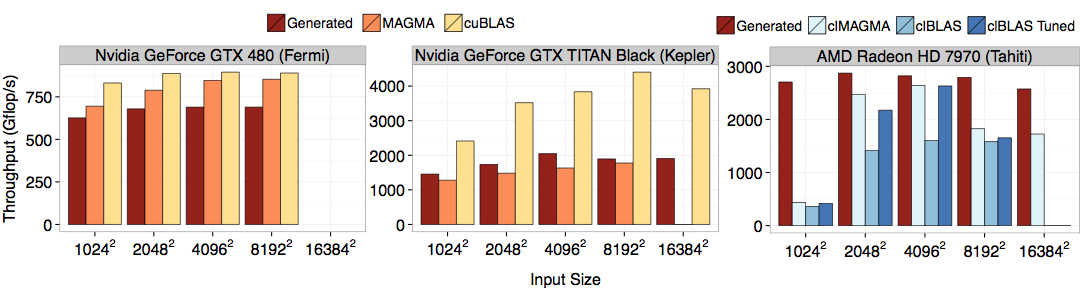 Generated MAGMA cuBLAS
Generated clMAGMA clBLAS clBLAS Tuned
Nvidia GeForce GTX 480 (Fermi)
Nvidia GeForce GTX TITAN Black (Kepler)
AMD Radeon HD 7970 (Tahiti)
Throughput (Gflop/s)
750
500
250
0
4000
3000
2000
1000
0
3000
2000
1000
0
1024² 2048² 4096² 8192² 16384²
1024² 2048² 4096² 8192² 16384²
1024² 2048² 4096² 8192² 16384²
Input Size